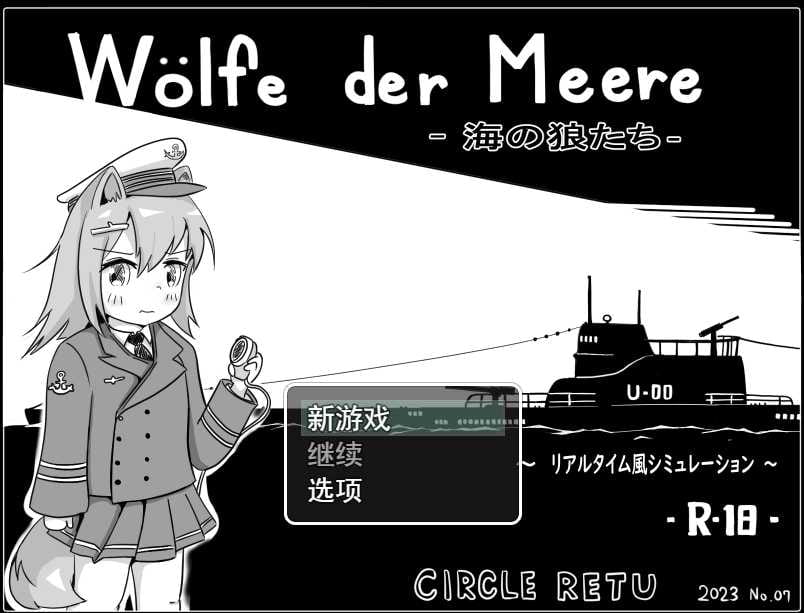 Wölfe der Meere
- 海の狼たち-
新游戏
继续
选项
U-00
～ リアルタイム風シミュレーション ～
- R-18 -
CIRCLE RETU
2023 No.07